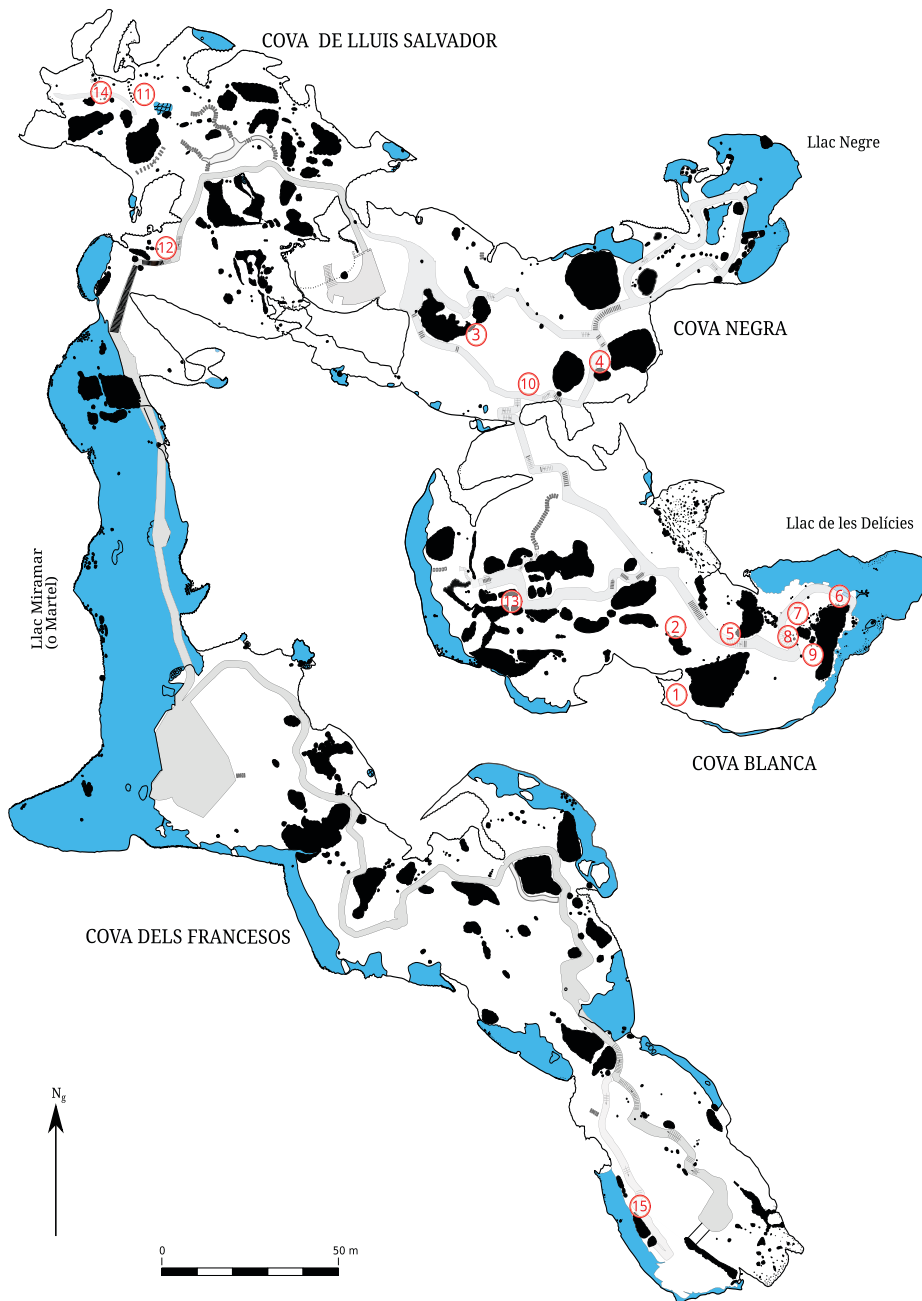 COVA DE LLUIS SALVADOR
14
11
Llac Negre
12
COVA NEGRA
3
4
10
Llac de les Delícies
Llac Miramar
(o Martel)
13
2
5
6
7
8
9
1
COVA BLANCA
COVA DELS FRANCESOS
Ng
15
0 50 m